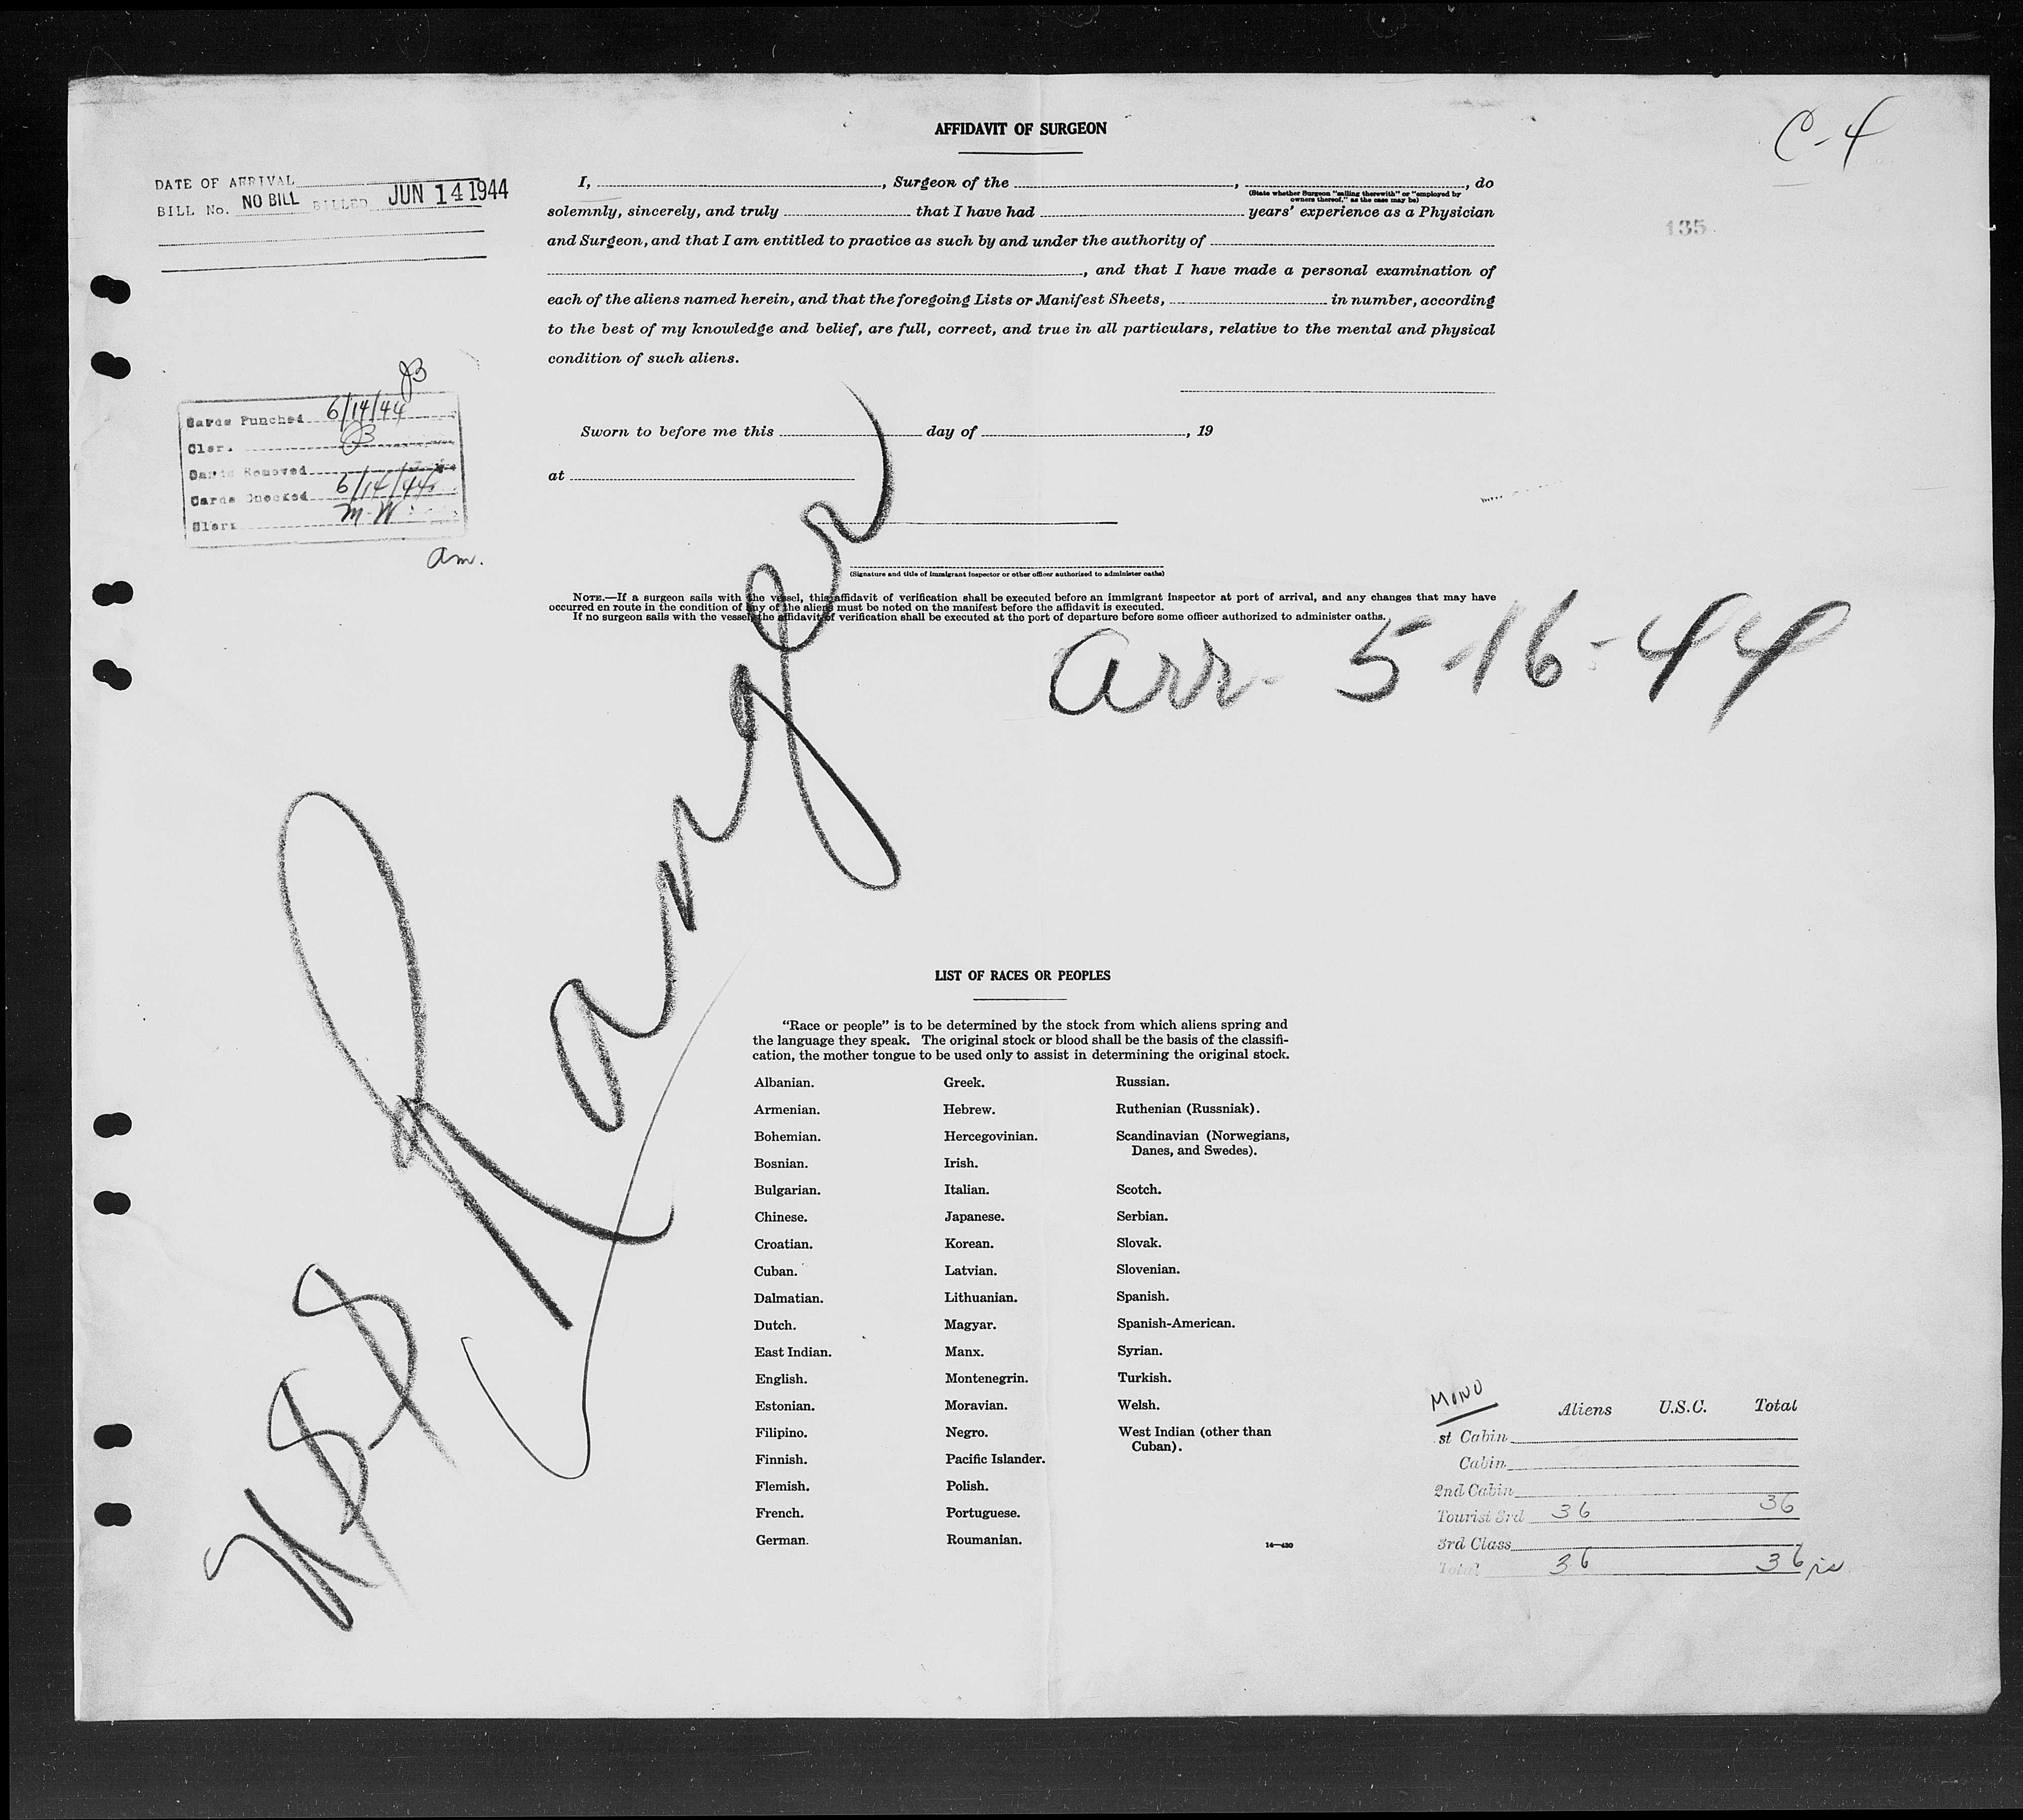 AFFIDAVIT OF SURGEON
C-4
DATE OF ARRIVAL
BILL No. NO BILL BILLED JUN 14 1944
135
I, , Surgeon of the , , do
(State whether Surgeon "sailing therewith" or "employed by
owners thereof," as the case may be)
solemnly, sincerely, and truly that I have had years' experience as a Physician
and Surgeon, and that I am entitled to practice as such by and under the authority of
, and that I have made a personal examination of
each of the aliens named herein, and that the foregoing Lists or Manifest Sheets, in number, according
to the best of my knowledge and belief, are full, correct, and true in all particulars, relative to the mental and physical
condition of such aliens.
Cards Punched 6/14/44
Cards Removed
Cards Checked 6/14/44
Clerk M.W.
am.
Sworn to before me this day of , 19
at
(Signature and title of immigrant inspector or other officer authorized to administer oaths)
NOTE.—If a surgeon sails with the vessel, this affidavit of verification shall be executed before an immigrant inspector at port of arrival, and any changes that may have
occurred en route in the condition of any of the aliens must be noted on the manifest before the affidavit is executed.
If no surgeon sails with the vessel, the affidavit of verification shall be executed at the port of departure before some officer authorized to administer oaths.
arr- 5-16-44
Ranger
LIST OF RACES OR PEOPLES
"Race or people" is to be determined by the stock from which aliens spring and
the language they speak. The original stock or blood shall be the basis of the classifi-
cation, the mother tongue to be used only to assist in determining the original stock.
Albanian. Greek. Russian.
Armenian. Hebrew. Ruthenian (Russniak).
Bohemian. Hercegovinian. Scandinavian (Norwegians,
Danes, and Swedes).
Bosnian. Irish.
Bulgarian. Italian. Scotch.
Chinese. Japanese. Serbian.
Croatian. Korean. Slovak.
Cuban. Latvian. Slovenian.
Dalmatian. Lithuanian. Spanish.
Dutch. Magyar. Spanish-American.
East Indian. Manx. Syrian.
English. Montenegrin. Turkish.
Estonian. Moravian. Welsh.
Filipino. Negro. West Indian (other than
Cuban).
Finnish. Pacific Islander.
Flemish. Polish.
French. Portuguese.
German. Roumanian.
14—430
MONO Aliens U.S.C. Total
st Cabin
Cabin
2nd Cabin
Tourist 3rd 36 36
3rd Class
Total 36 36